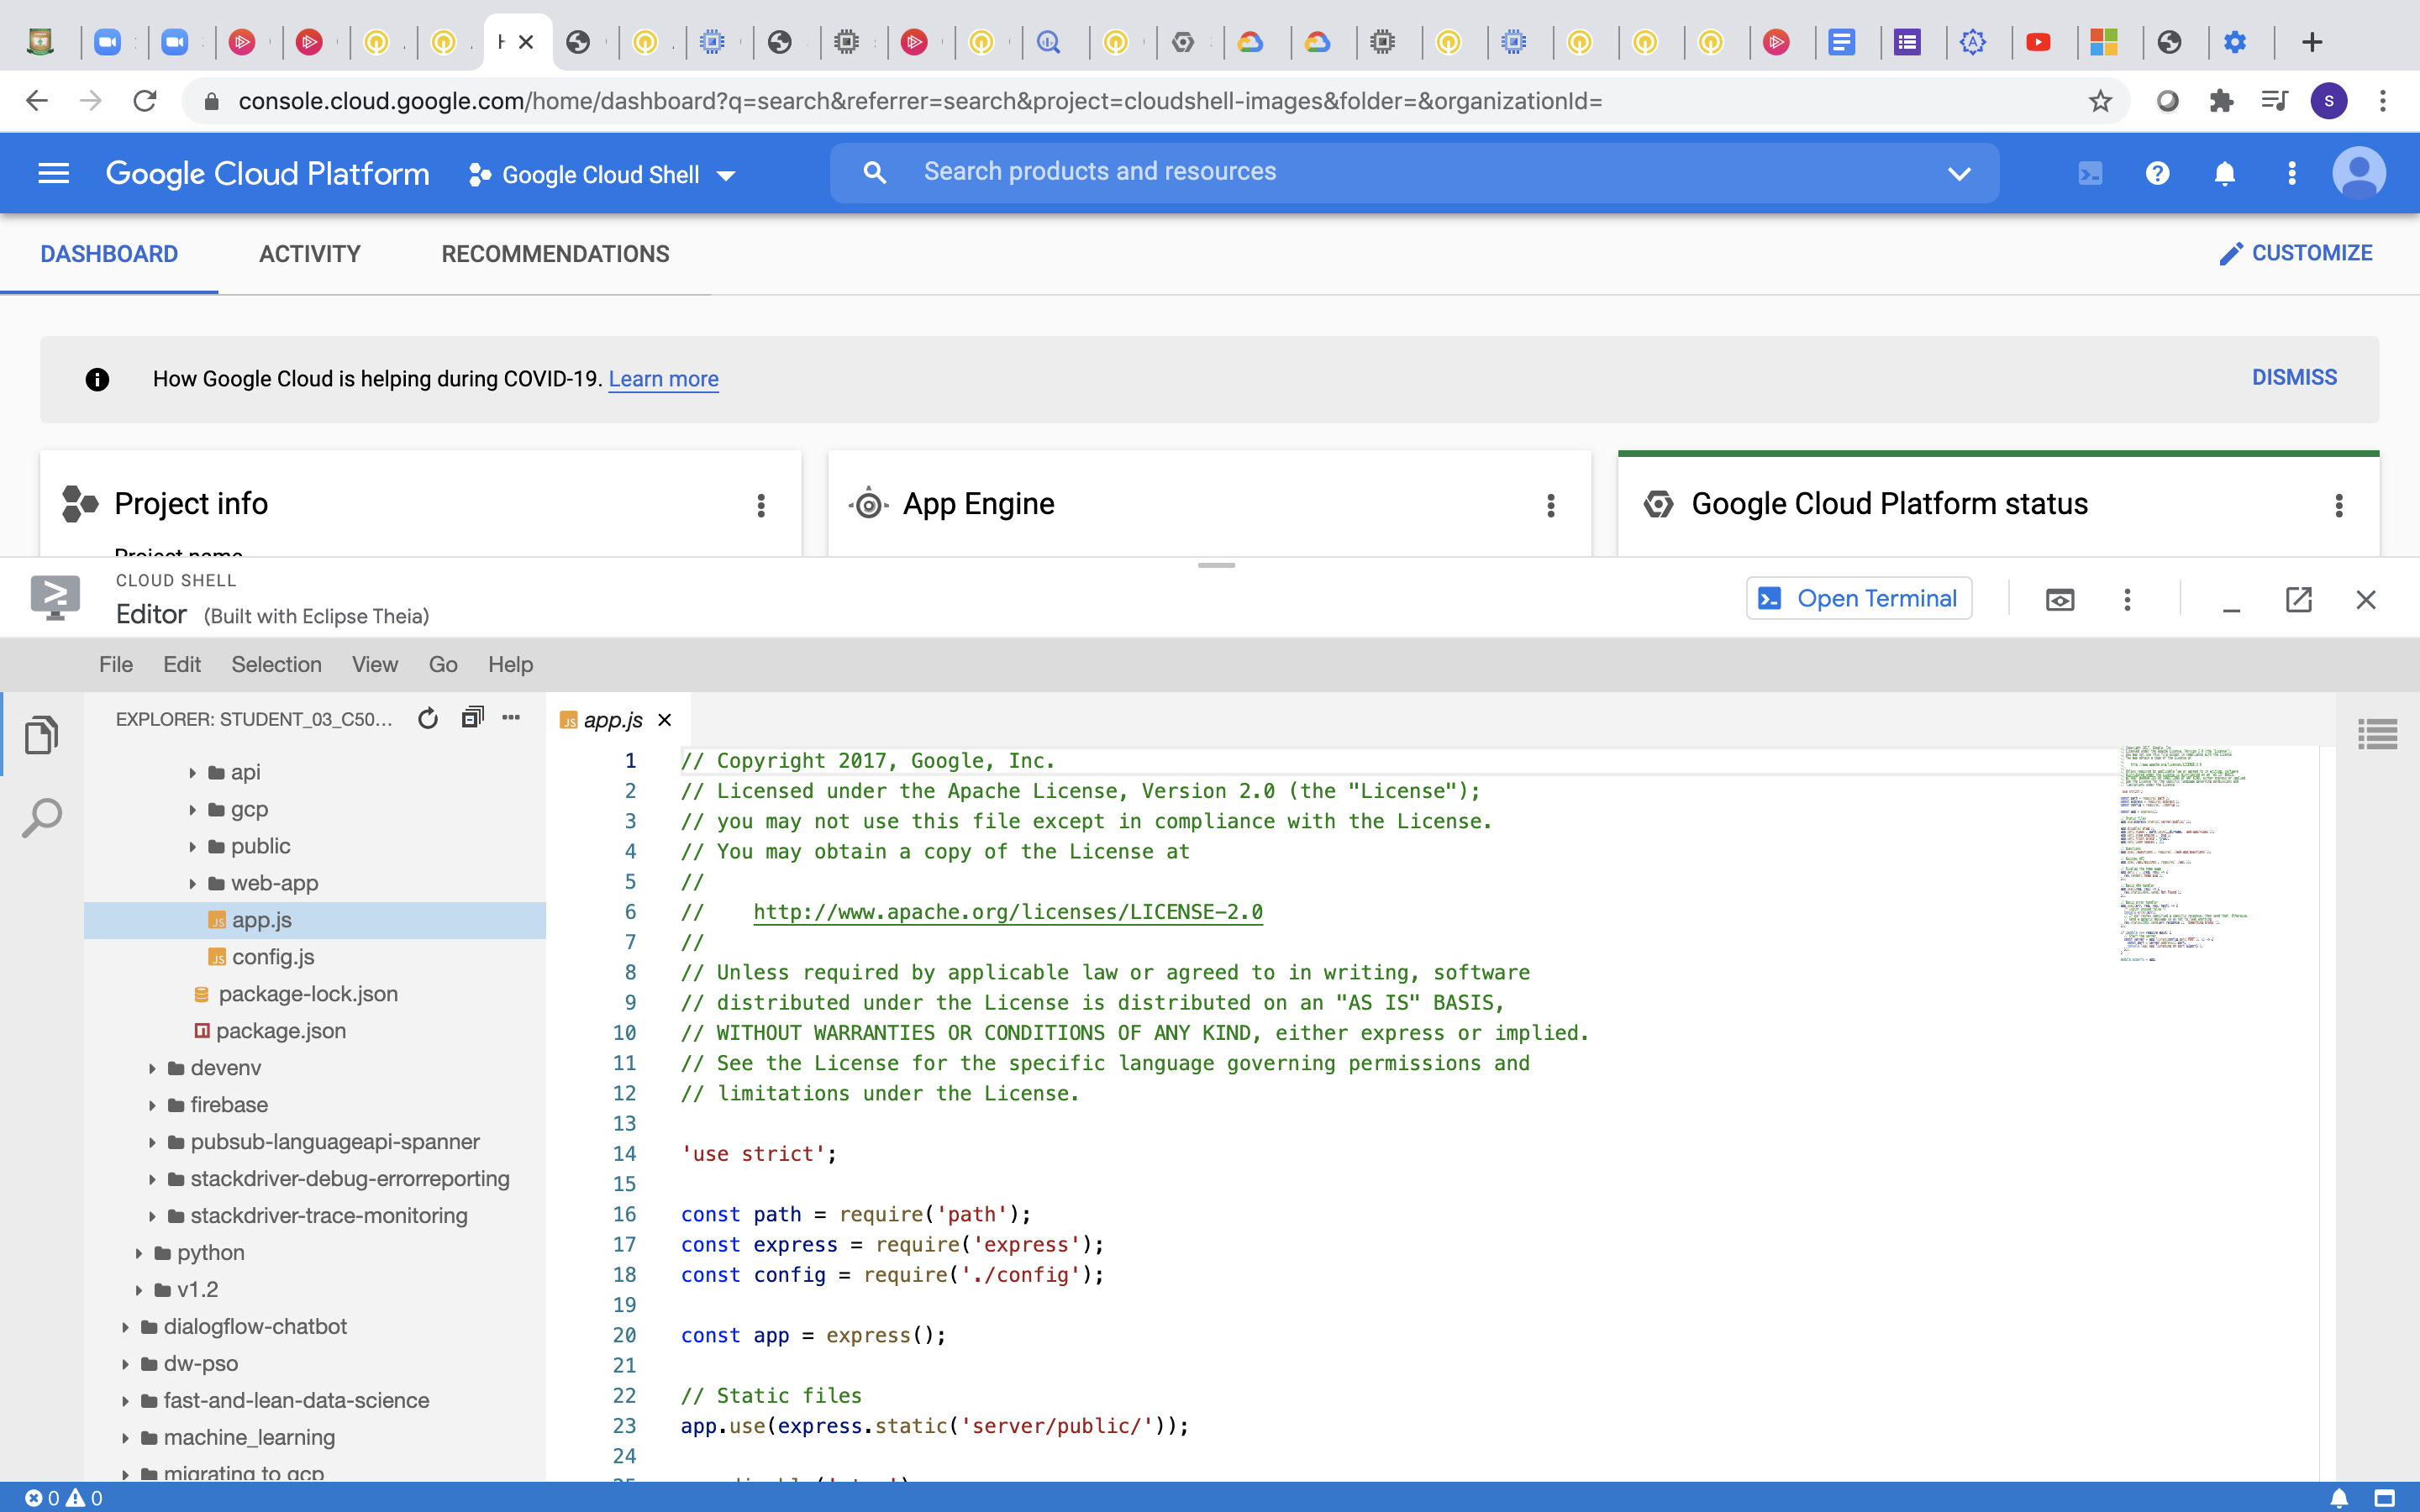 console.cloud.google.com/home/dashboard?q=search&referrer=search&project=cloudshell-images&folder=&organizationId=
S
Google Cloud Platform
Google Cloud Shell
Search products and resources
DASHBOARD
ACTIVITY
RECOMMENDATIONS
CUSTOMIZE
How Google Cloud is helping during COVID-19. Learn more
DISMISS
Project info
App Engine
Google Cloud Platform status
Project name
CLOUD SHELL
Editor (Built with Eclipse Theia)
Open Terminal
File Edit Selection View Go Help
EXPLORER: STUDENT_03_C50...
api
gcp
public
web-app
app.js
config.js
package-lock.json
package.json
devenv
firebase
pubsub-languageapi-spanner
stackdriver-debug-errorreporting
stackdriver-trace-monitoring
python
v1.2
dialogflow-chatbot
dw-pso
fast-and-lean-data-science
machine_learning
migrating to gcp
app.js
1 // Copyright 2017, Google, Inc.
2 // Licensed under the Apache License, Version 2.0 (the "License");
3 // you may not use this file except in compliance with the License.
4 // You may obtain a copy of the License at
5 //
6 //    http://www.apache.org/licenses/LICENSE-2.0
7 //
8 // Unless required by applicable law or agreed to in writing, software
9 // distributed under the License is distributed on an "AS IS" BASIS,
10 // WITHOUT WARRANTIES OR CONDITIONS OF ANY KIND, either express or implied.
11 // See the License for the specific language governing permissions and
12 // limitations under the License.
13
14 'use strict';
15
16 const path = require('path');
17 const express = require('express');
18 const config = require('./config');
19
20 const app = express();
21
22 // Static files
23 app.use(express.static('server/public/'));
24
0 0